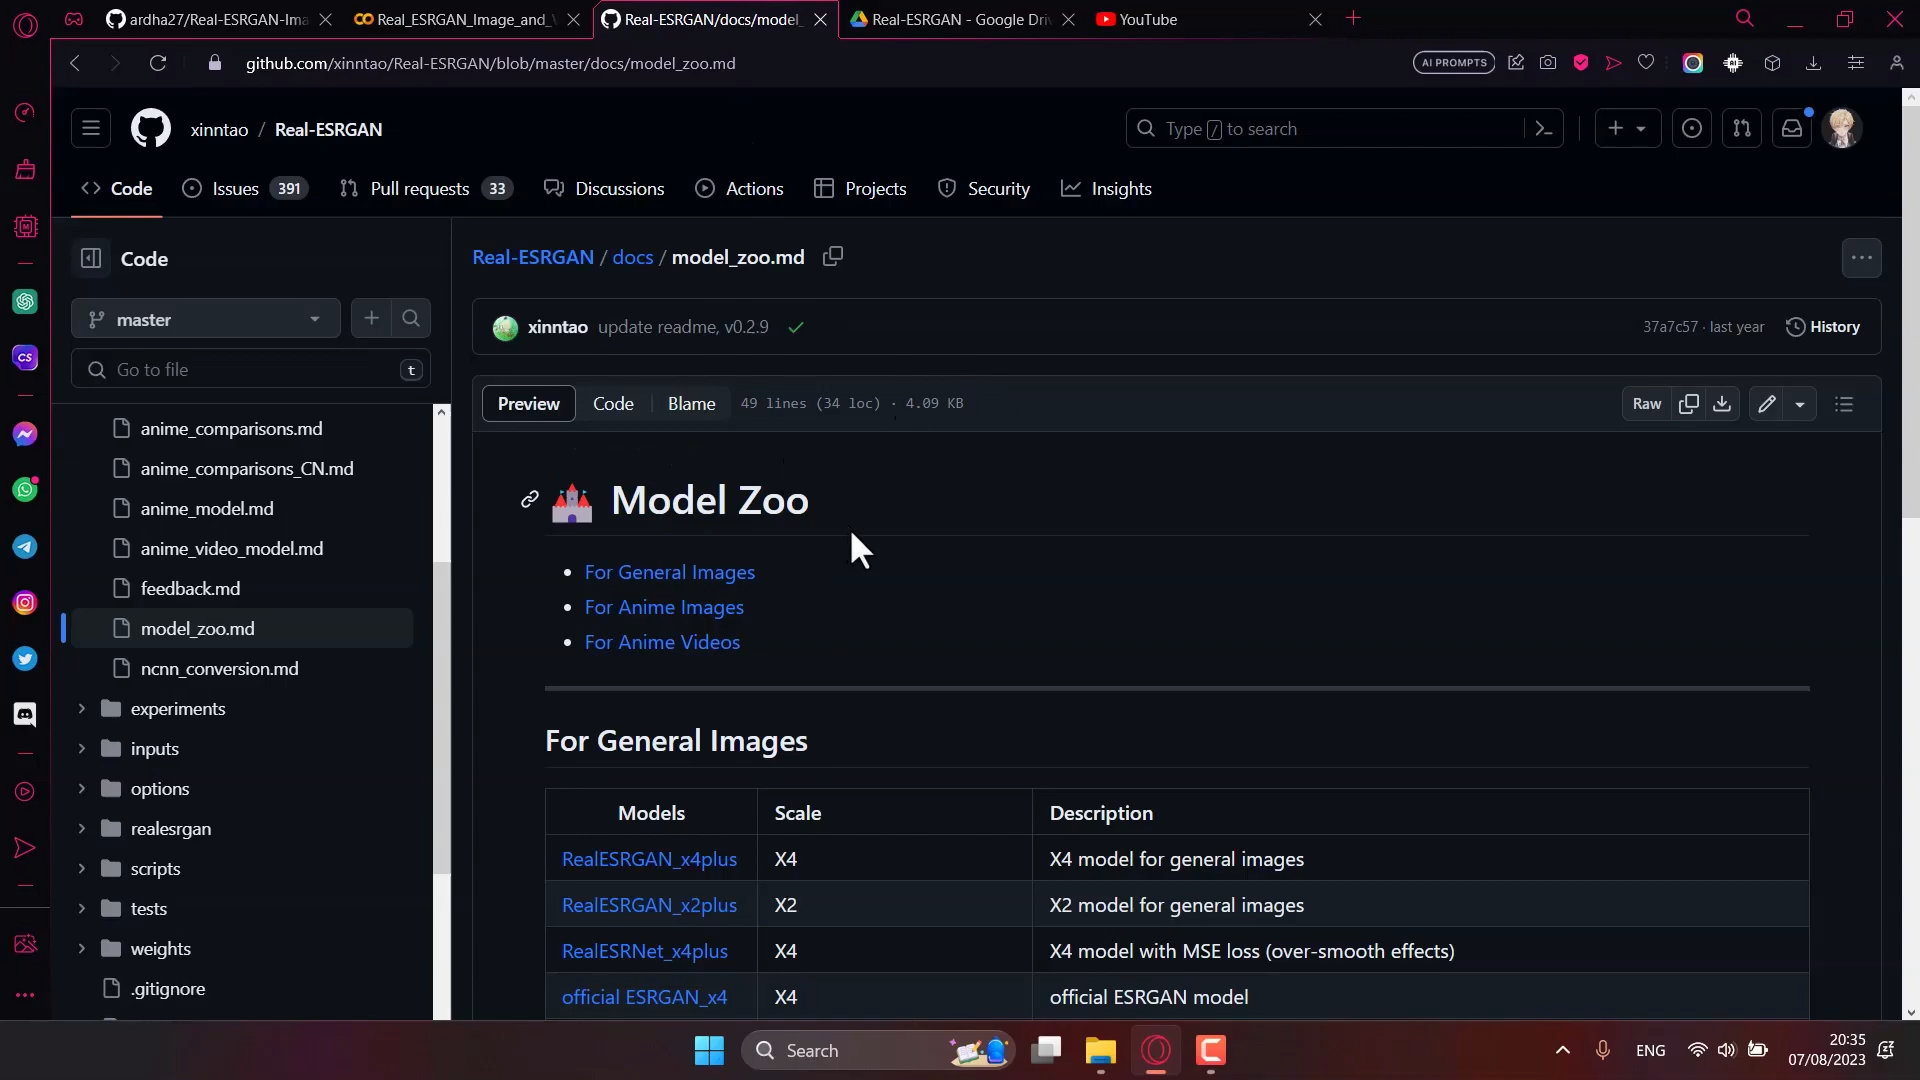 ardha27/Real-ESRGAN-Ima
Real_ESRGAN_Image_and_
Real-ESRGAN/docs/model_
Real-ESRGAN - Google Driv
YouTube
github.com/xinntao/Real-ESRGAN/blob/master/docs/model_zoo.md
AI PROMPTS
xinntao / Real-ESRGAN
Type / to search
Code
Issues 391
Pull requests 33
Discussions
Actions
Projects
Security
Insights
Code
master
Go to file
t
anime_comparisons.md
anime_comparisons_CN.md
anime_model.md
anime_video_model.md
feedback.md
model_zoo.md
ncnn_conversion.md
experiments
inputs
options
realesrgan
scripts
tests
weights
.gitignore
Real-ESRGAN / docs / model_zoo.md
xinntao update readme, v0.2.9
37a7c57 · last year
History
Preview
Code
Blame
49 lines (34 loc) · 4.09 KB
Raw
Model Zoo
• For General Images
• For Anime Images
• For Anime Videos
For General Images
Models Scale Description
RealESRGAN_x4plus X4 X4 model for general images
RealESRGAN_x2plus X2 X2 model for general images
RealESRNet_x4plus X4 X4 model with MSE loss (over-smooth effects)
official ESRGAN_x4 X4 official ESRGAN model
Search
ENG
20:35
07/08/2023